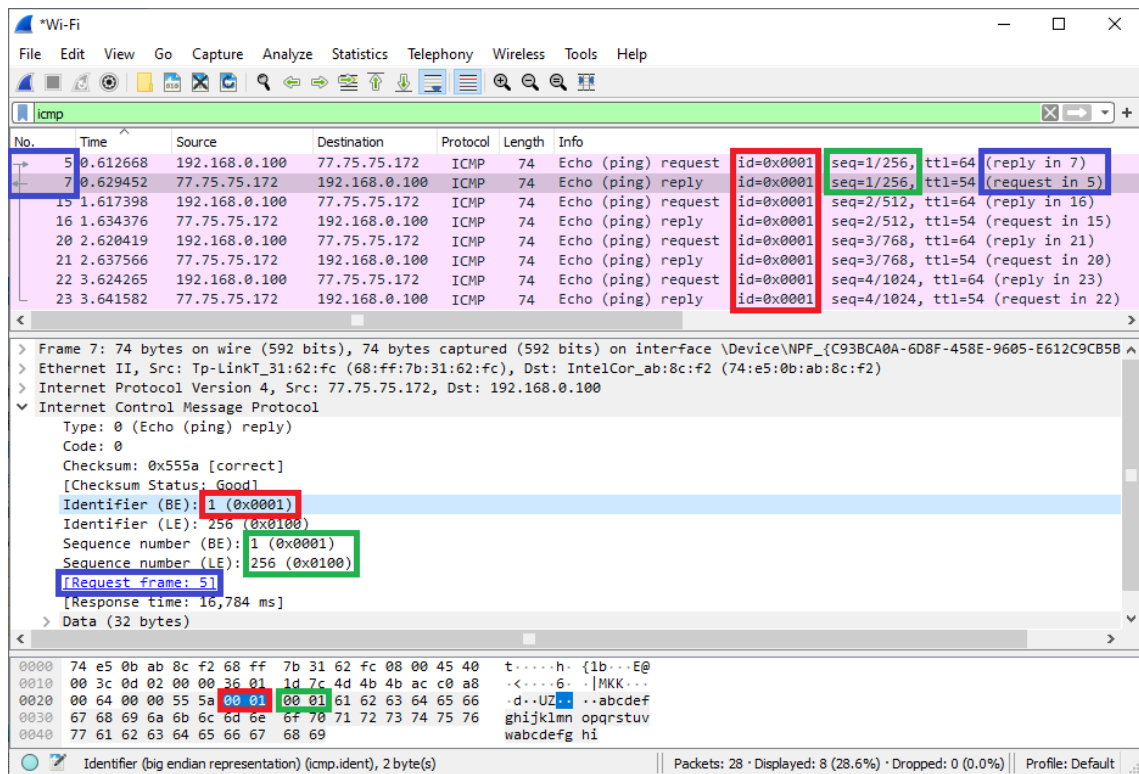 *Wi-Fi
File Edit View Go Capture Analyze Statistics Telephony Wireless Tools Help
icmp
No. Time Source Destination Protocol Length Info
5 0.612668 192.168.0.100 77.75.75.172 ICMP 74 Echo (ping) request id=0x0001 seq=1/256, ttl=64 (reply in 7)
7 0.629452 77.75.75.172 192.168.0.100 ICMP 74 Echo (ping) reply id=0x0001 seq=1/256, ttl=54 (request in 5)
15 1.617398 192.168.0.100 77.75.75.172 ICMP 74 Echo (ping) request id=0x0001 seq=2/512, ttl=64 (reply in 16)
16 1.634376 77.75.75.172 192.168.0.100 ICMP 74 Echo (ping) reply id=0x0001 seq=2/512, ttl=54 (request in 15)
20 2.620419 192.168.0.100 77.75.75.172 ICMP 74 Echo (ping) request id=0x0001 seq=3/768, ttl=64 (reply in 21)
21 2.637566 77.75.75.172 192.168.0.100 ICMP 74 Echo (ping) reply id=0x0001 seq=3/768, ttl=54 (request in 20)
22 3.624265 192.168.0.100 77.75.75.172 ICMP 74 Echo (ping) request id=0x0001 seq=4/1024, ttl=64 (reply in 23)
23 3.641582 77.75.75.172 192.168.0.100 ICMP 74 Echo (ping) reply id=0x0001 seq=4/1024, ttl=54 (request in 22)
Frame 7: 74 bytes on wire (592 bits), 74 bytes captured (592 bits) on interface \Device\NPF_{C93BCA0A-6D8F-458E-9605-E612C9CB5B
Ethernet II, Src: Tp-LinkT_31:62:fc (68:ff:7b:31:62:fc), Dst: IntelCor_ab:8c:f2 (74:e5:0b:ab:8c:f2)
Internet Protocol Version 4, Src: 77.75.75.172, Dst: 192.168.0.100
Internet Control Message Protocol
Type: 0 (Echo (ping) reply)
Code: 0
Checksum: 0x555a [correct]
[Checksum Status: Good]
Identifier (BE): 1 (0x0001)
Identifier (LE): 256 (0x0100)
Sequence number (BE): 1 (0x0001)
Sequence number (LE): 256 (0x0100)
[Request frame: 5]
[Response time: 16,784 ms]
Data (32 bytes)
0000 74 e5 0b ab 8c f2 68 ff 7b 31 62 fc 08 00 45 40 t·····h· {1b···E@
0010 00 3c 0d 02 00 00 36 01 1d 7c 4d 4b 4b ac c0 a8 ·<····6· ·|MKK···
0020 00 64 00 00 55 5a 00 01 00 01 61 62 63 64 65 66 ·d··UZ·· ··abcdef
0030 67 68 69 6a 6b 6c 6d 6e 6f 70 71 72 73 74 75 76 ghijklmn opqrstuv
0040 77 61 62 63 64 65 66 67 68 69 wabcdefg hi
Identifier (big endian representation) (icmp.ident), 2 byte(s) Packets: 28 · Displayed: 8 (28.6%) · Dropped: 0 (0.0%) Profile: Default